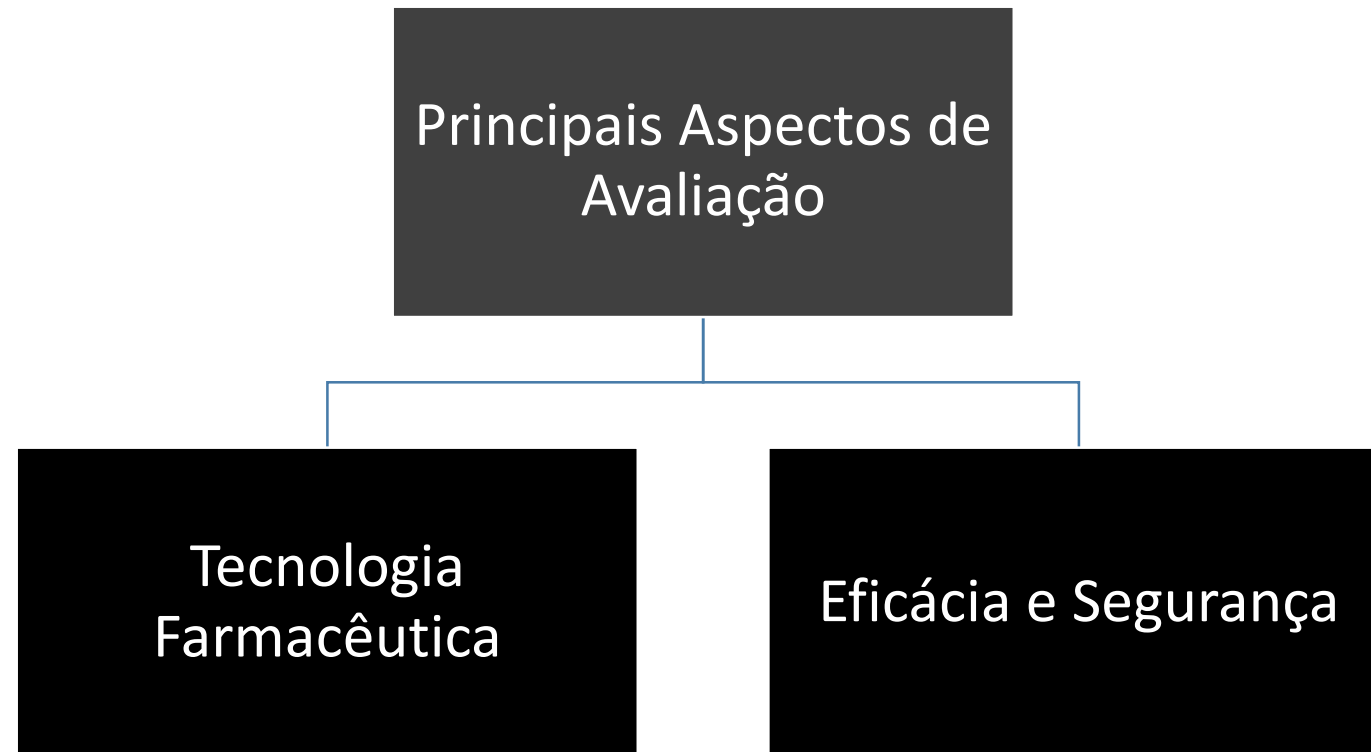 Principais Aspectos de
Avaliação
Tecnologia
Farmacêutica
Eficácia e Segurança